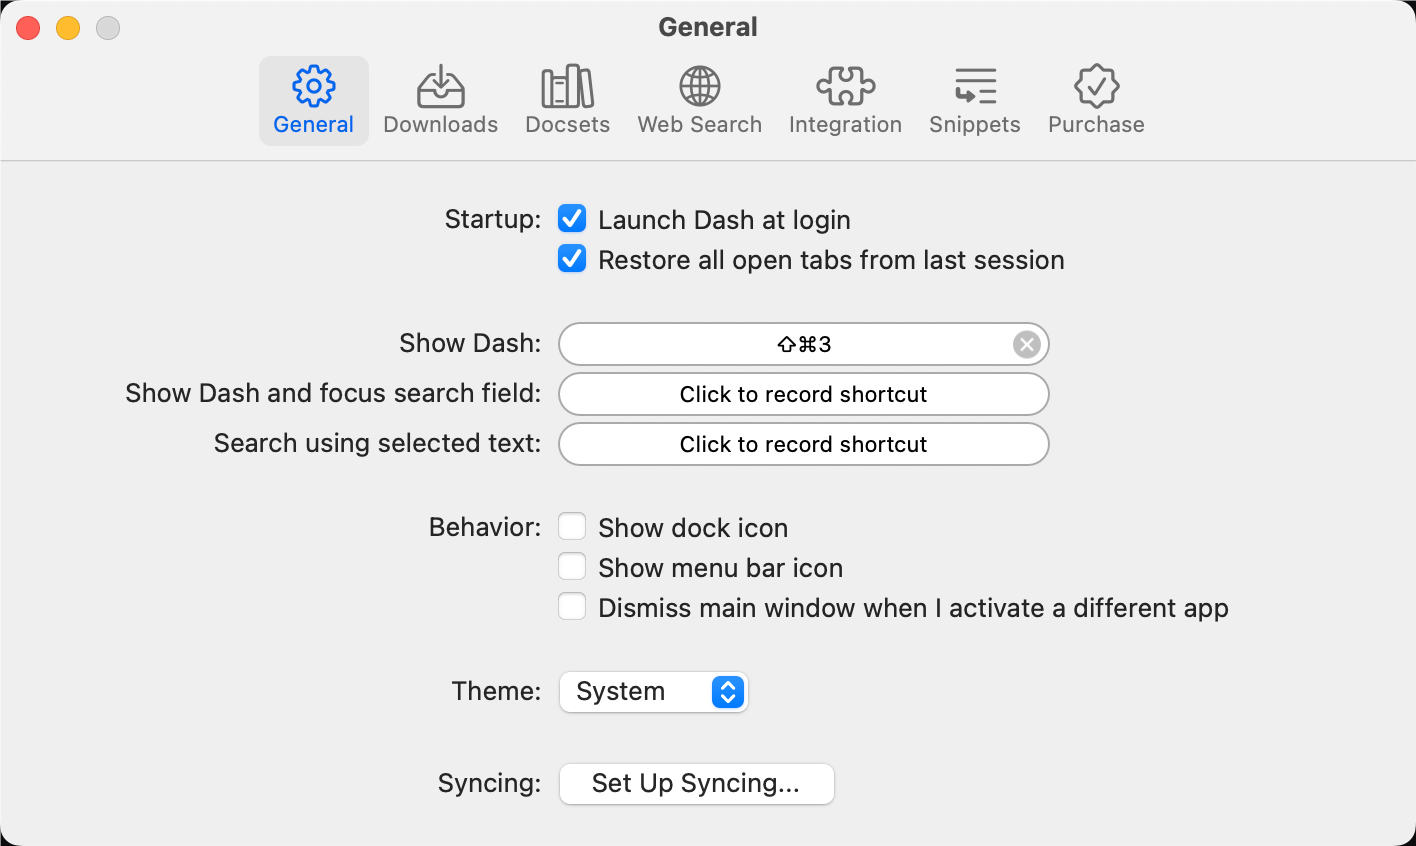 General
General Downloads Docsets Web Search Integration Snippets Purchase
Startup: Launch Dash at login
Restore all open tabs from last session
Show Dash: ⇧⌘3
Show Dash and focus search field: Click to record shortcut
Search using selected text: Click to record shortcut
Behavior: Show dock icon
Show menu bar icon
Dismiss main window when I activate a different app
Theme: System
Syncing: Set Up Syncing...